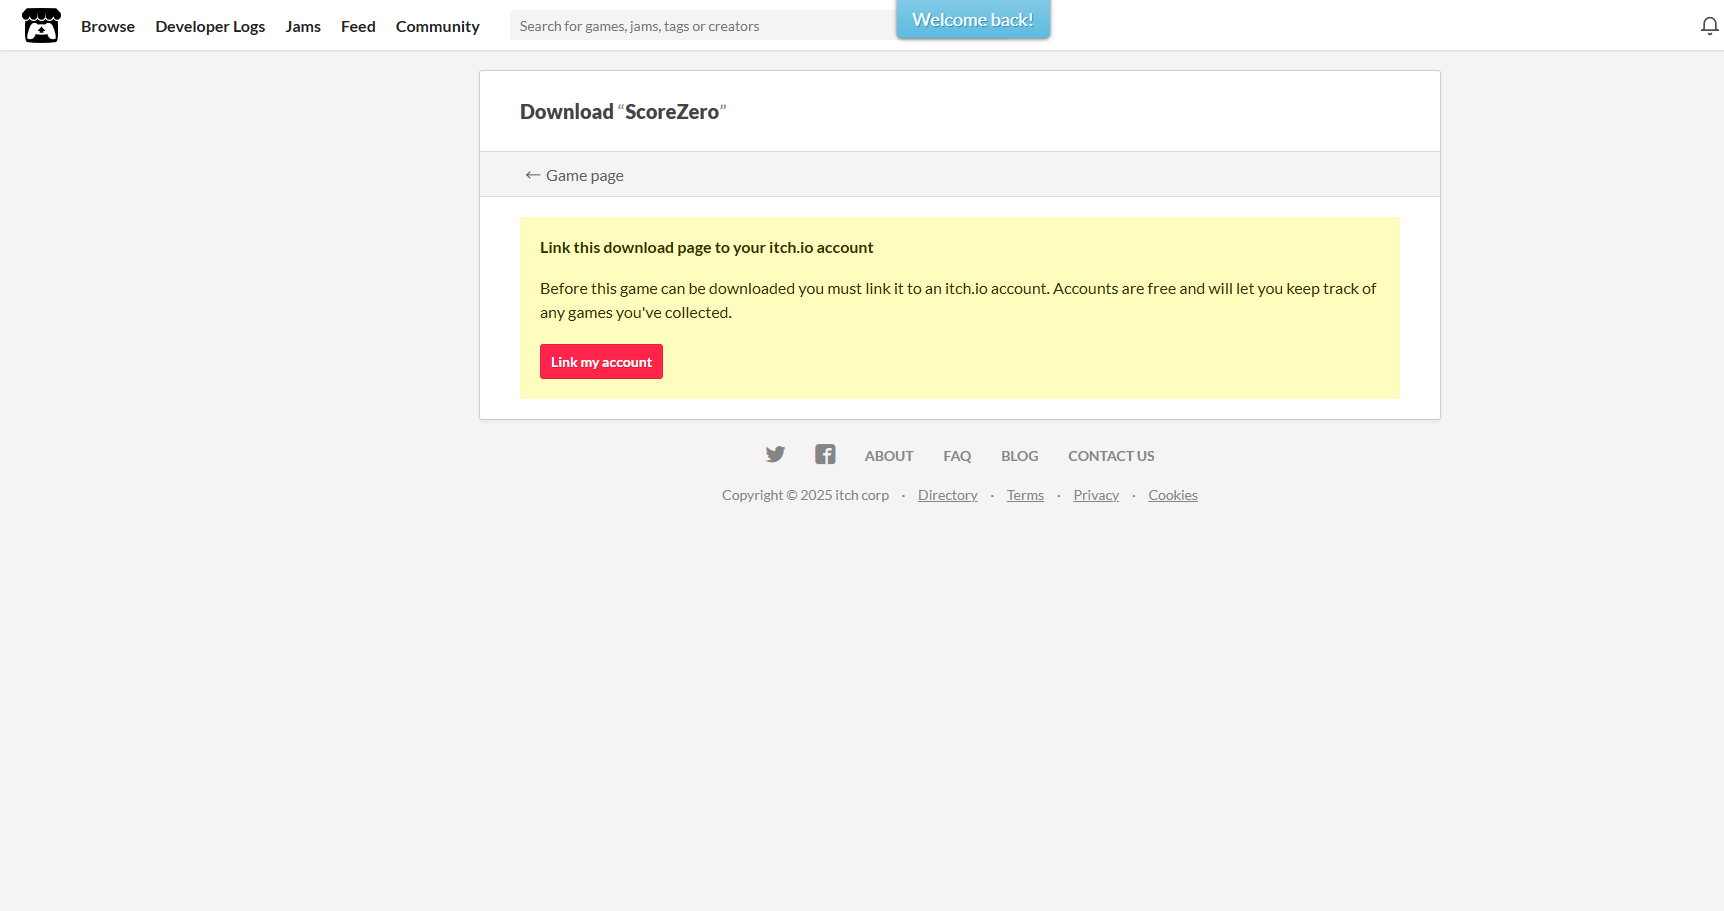 Browse Developer Logs Jams Feed Community Search for games, jams, tags or creators Welcome back!
Download “ScoreZero”
← Game page
Link this download page to your itch.io account
Before this game can be downloaded you must link it to an itch.io account. Accounts are free and will let you keep track of
any games you've collected.
Link my account
ABOUT FAQ BLOG CONTACT US
Copyright © 2025 itch corp · Directory · Terms · Privacy · Cookies